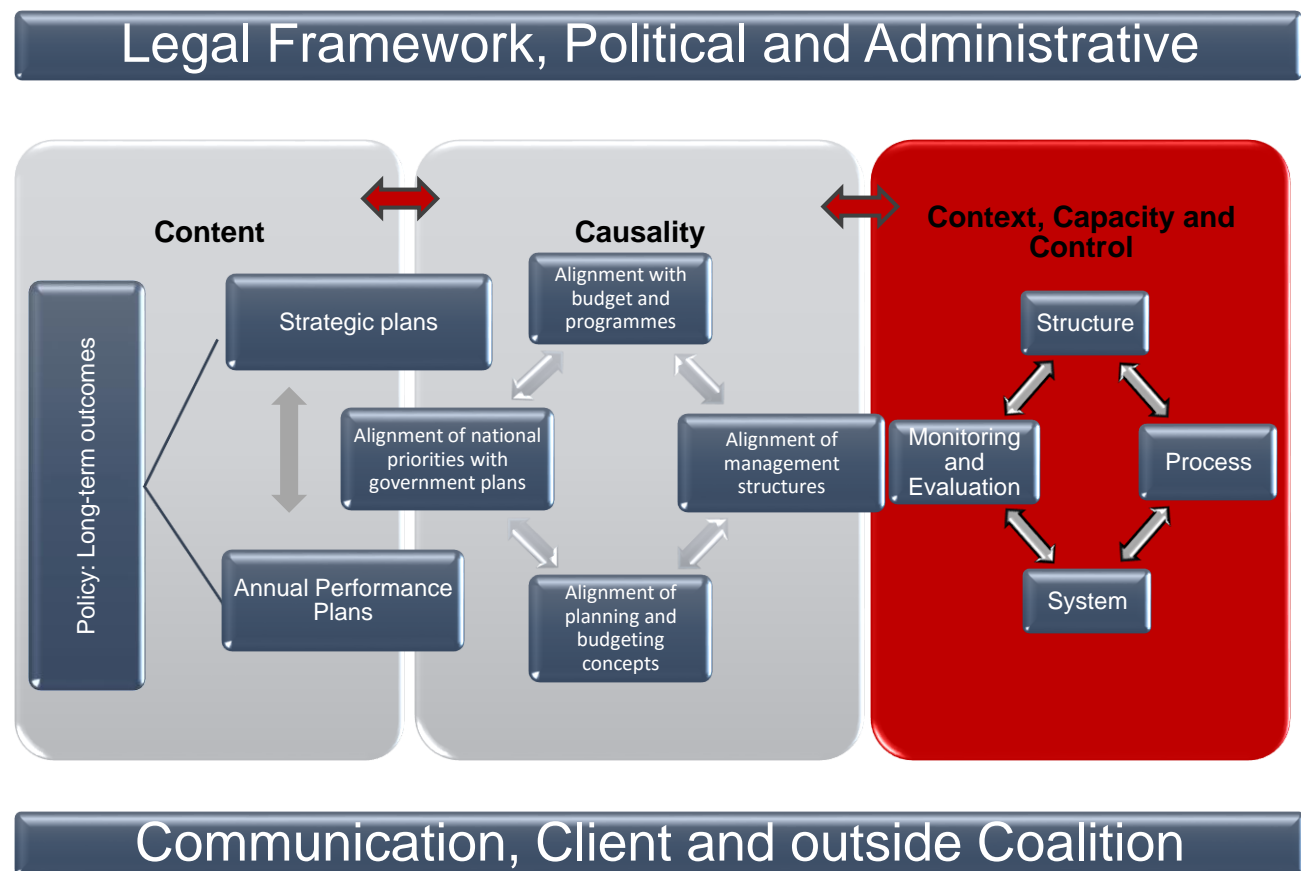 Legal Framework, Political and Administrative
Content
Causality
Context, Capacity and
Control
Policy: Long-term outcomes
Strategic plans
Annual Performance
Plans
Alignment with
budget and
programmes
Alignment of national
priorities with
government plans
Alignment of
management
structures
Alignment of
planning and
budgeting
concepts
Structure
Monitoring
and
Evaluation
Process
System
Communication, Client and outside Coalition